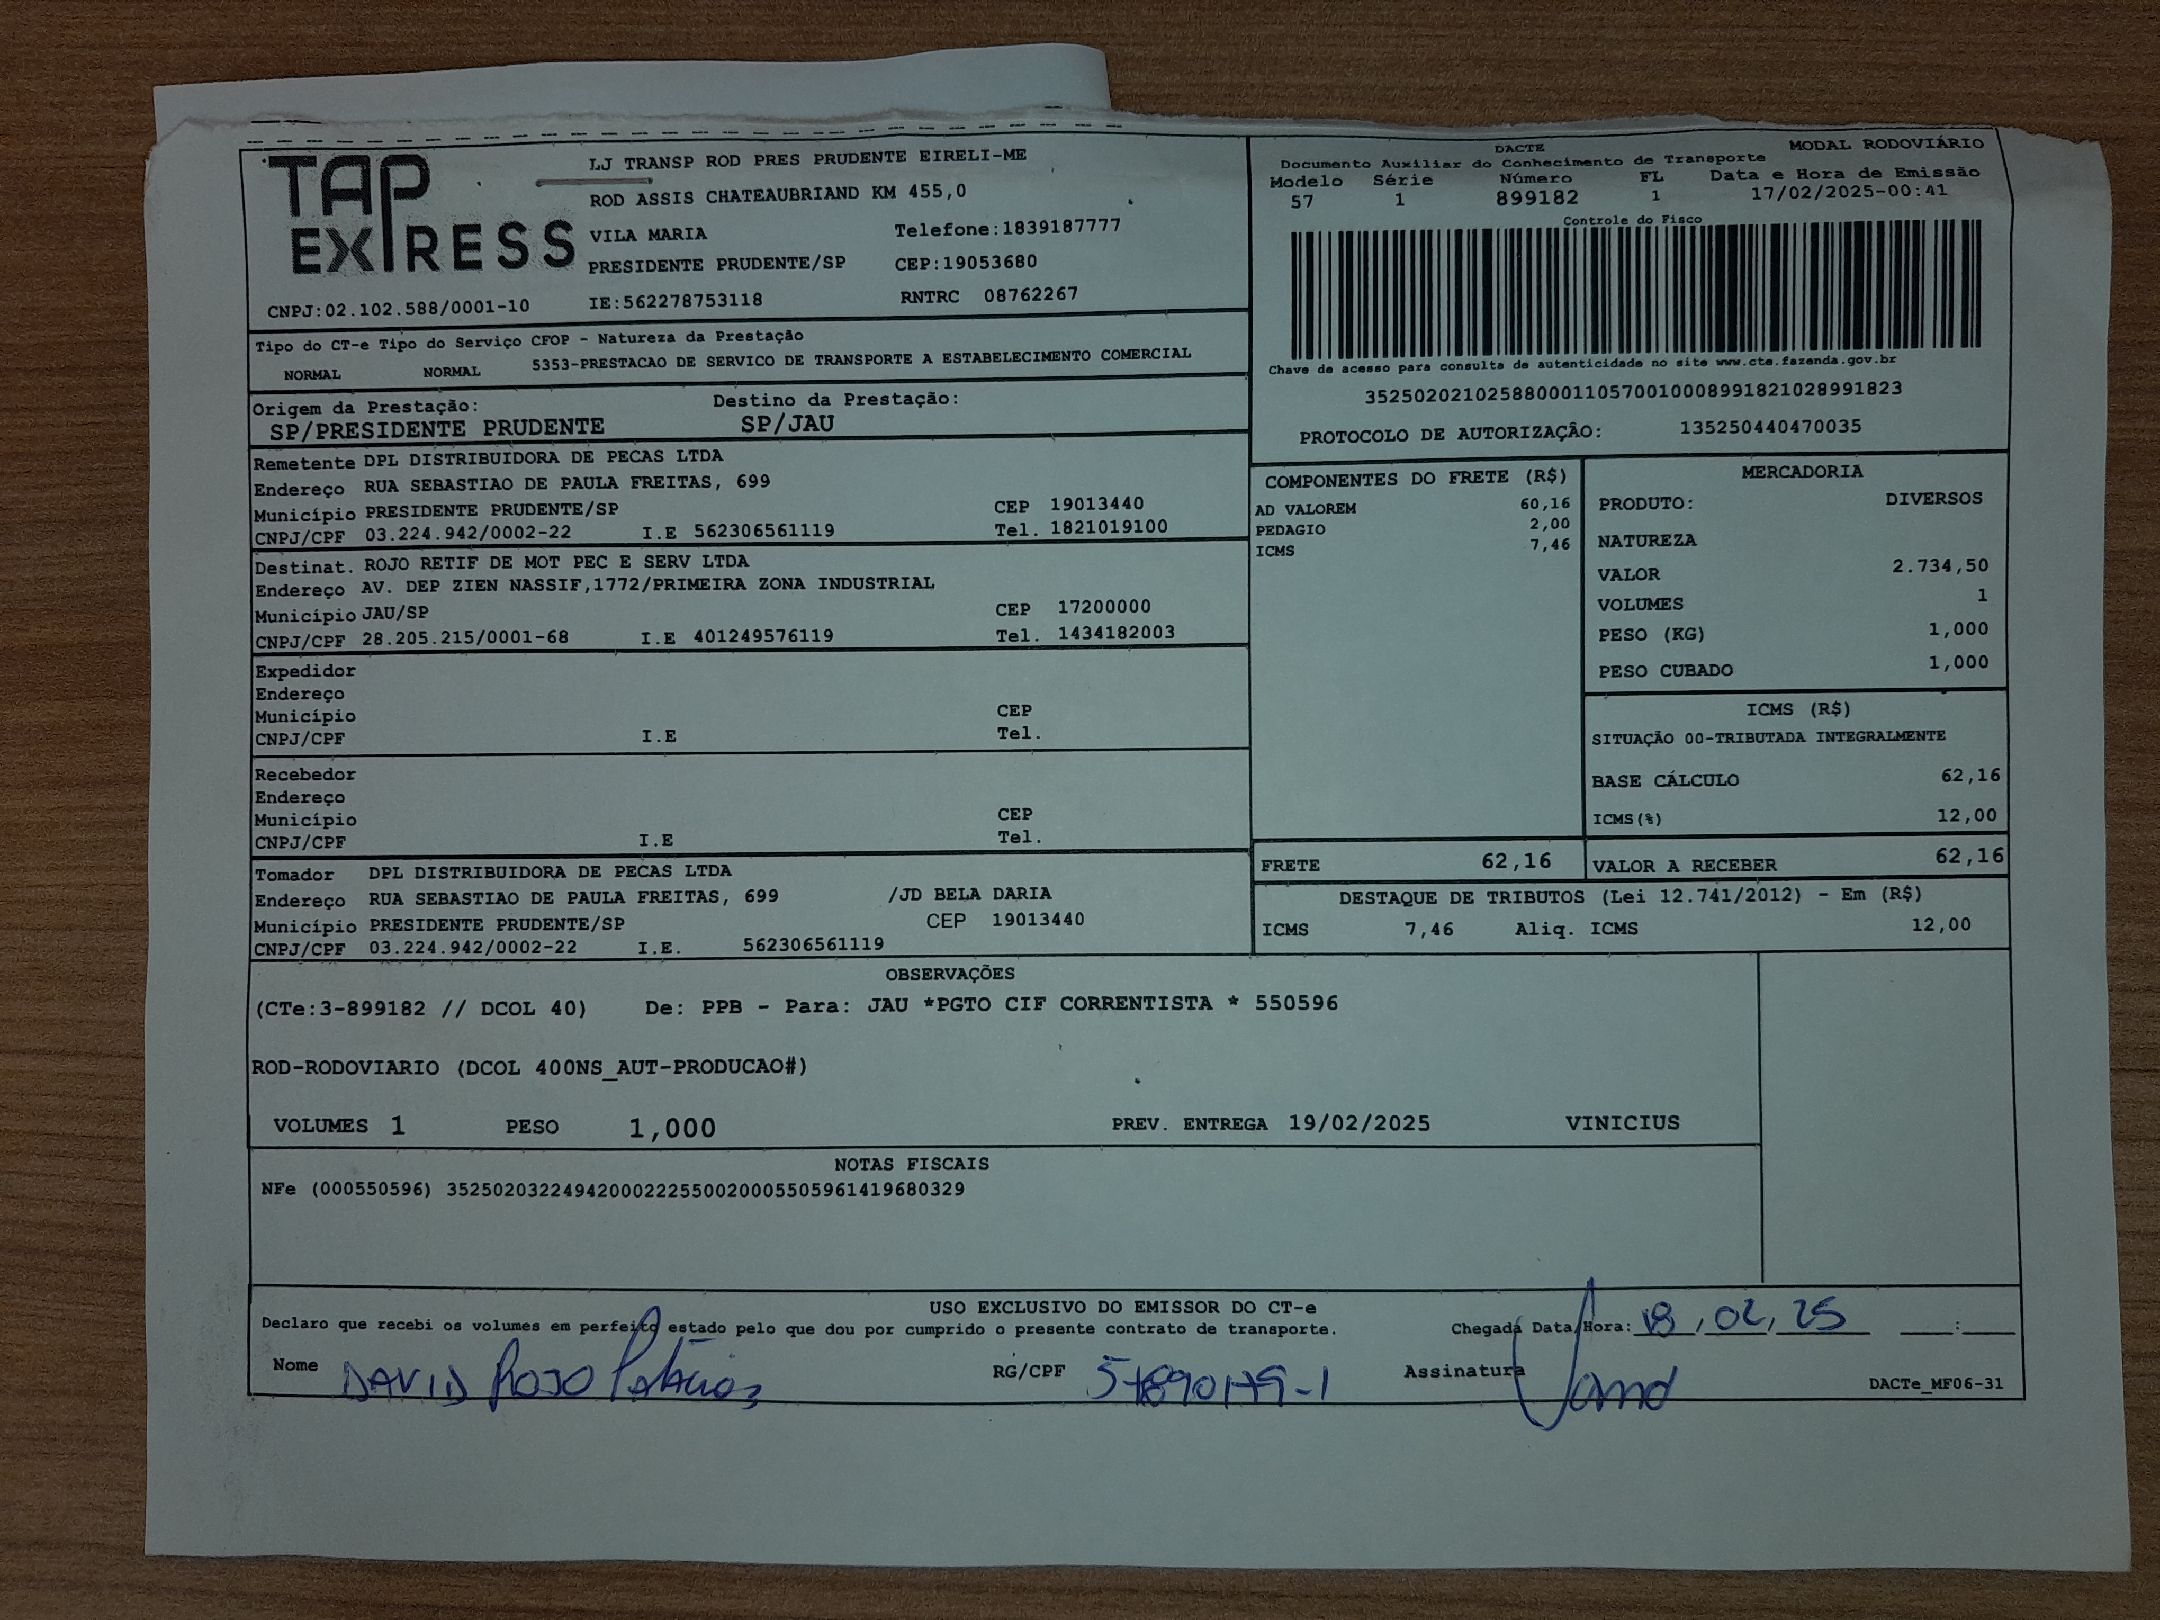 TAP EXPRESS
CNPJ:02.102.588/0001-10
LJ TRANSP ROD PRES PRUDENTE EIRELI-ME
ROD ASSIS CHATEAUBRIAND KM 455,0
VILA MARIA Telefone:1839187777
PRESIDENTE PRUDENTE/SP CEP:19053680
IE:562278753118 RNTRC 08762267
DACTE MODAL RODOVIÁRIO
Documento Auxiliar do Conhecimento de Transporte
Modelo Série Número FL Data e Hora de Emissão
57 1 899182 1 17/02/2025-00:41
Controle do Fisco
Chave de acesso para consulta de autenticidade no site www.cte.fazenda.gov.br
35250202102588000110570010008991821028991823
PROTOCOLO DE AUTORIZAÇÃO: 135250440470035
Tipo do CT-e Tipo do Serviço CFOP - Natureza da Prestação
NORMAL NORMAL 5353-PRESTACAO DE SERVICO DE TRANSPORTE A ESTABELECIMENTO COMERCIAL
Origem da Prestação: Destino da Prestação:
SP/PRESIDENTE PRUDENTE SP/JAU
Remetente DPL DISTRIBUIDORA DE PECAS LTDA
Endereço RUA SEBASTIAO DE PAULA FREITAS, 699
Município PRESIDENTE PRUDENTE/SP CEP 19013440
CNPJ/CPF 03.224.942/0002-22 I.E 562306561119 Tel. 1821019100
Destinat. ROJO RETIF DE MOT PEC E SERV LTDA
Endereço AV. DEP ZIEN NASSIF,1772/PRIMEIRA ZONA INDUSTRIAL
Município JAU/SP CEP 17200000
CNPJ/CPF 28.205.215/0001-68 I.E 401249576119 Tel. 1434182003
Expedidor
Endereço
Município CEP
CNPJ/CPF I.E Tel.
Recebedor
Endereço
Município CEP
CNPJ/CPF I.E Tel.
Tomador DPL DISTRIBUIDORA DE PECAS LTDA
Endereço RUA SEBASTIAO DE PAULA FREITAS, 699 /JD BELA DARIA
Município PRESIDENTE PRUDENTE/SP CEP 19013440
CNPJ/CPF 03.224.942/0002-22 I.E. 562306561119
COMPONENTES DO FRETE (R$)
AD VALOREM 60,16
PEDAGIO 2,00
ICMS 7,46
FRETE 62,16
MERCADORIA
PRODUTO: DIVERSOS
NATUREZA
VALOR 2.734,50
VOLUMES 1
PESO (KG) 1,000
PESO CUBADO 1,000
ICMS (R$)
SITUAÇÃO 00-TRIBUTADA INTEGRALMENTE
BASE CÁLCULO 62,16
ICMS(%) 12,00
VALOR A RECEBER 62,16
DESTAQUE DE TRIBUTOS (Lei 12.741/2012) - Em (R$)
ICMS 7,46 Aliq. ICMS 12,00
OBSERVAÇÕES
(CTe:3-899182 // DCOL 40) De: PPB - Para: JAU *PGTO CIF CORRENTISTA * 550596
ROD-RODOVIARIO (DCOL 400NS_AUT-PRODUCAO#)
VOLUMES 1 PESO 1,000 PREV. ENTREGA 19/02/2025 VINICIUS
NOTAS FISCAIS
NFe (000550596) 35250203224942000222550020005505961419680329
USO EXCLUSIVO DO EMISSOR DO CT-e
Declaro que recebi os volumes em perfeito estado pelo que dou por cumprido o presente contrato de transporte. Chegada Data/Hora: 18,02,25 :
Nome DAVID ROJO RG/CPF Assinatura
DACTe_MF06-31